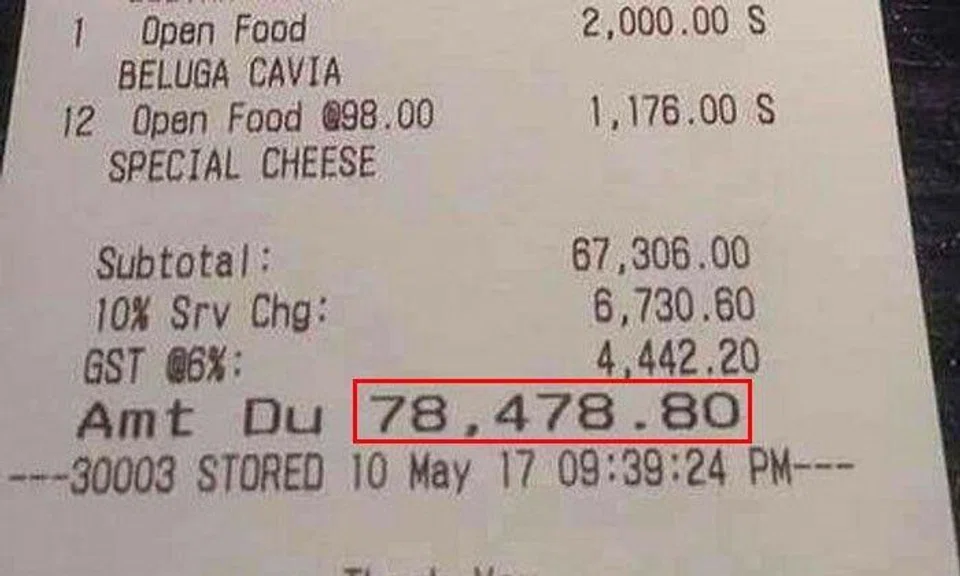 1 Open Food 2,000.00 S
BELUGA CAVIA
12 Open Food @98.00 1,176.00 S
SPECIAL CHEESE
Subtotal: 67,306.00
10% Srv Chg: 6,730.60
GST @6%: 4,442.20
Amt Du 78,478.80
---30003 STORED 10 May 17 09:39:24 PM---